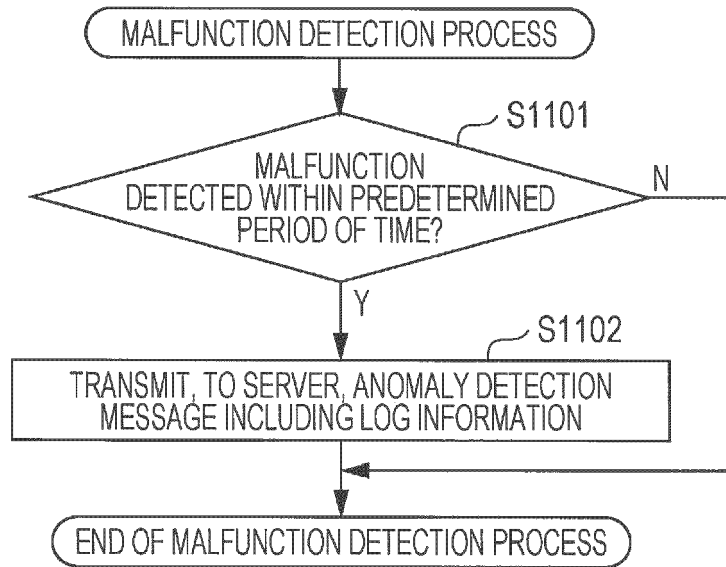 MALFUNCTION DETECTION PROCESS
S1101
MALFUNCTION
DETECTED WITHIN PREDETERMINED
PERIOD OF TIME?
N
Y
S1102
TRANSMIT, TO SERVER, ANOMALY DETECTION
MESSAGE INCLUDING LOG INFORMATION
END OF MALFUNCTION DETECTION PROCESS